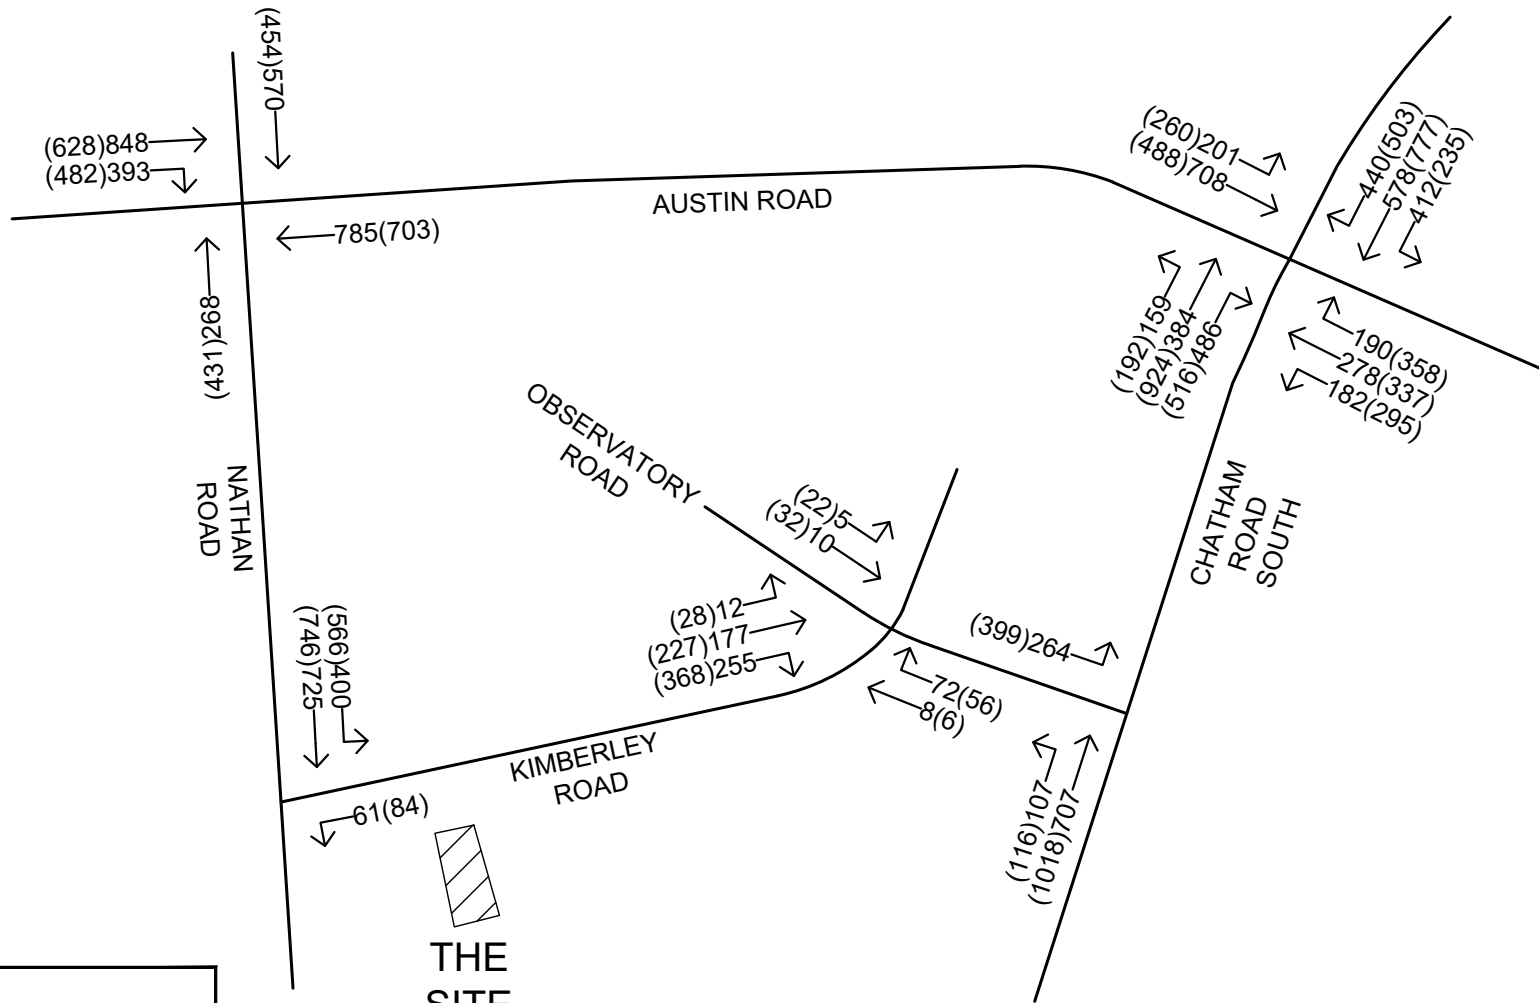 (454)570
(628)848
(482)393
785(703)
(431)268
AUSTIN ROAD
(260)201
(488)708
440(503)
578(777)
412(235)
(192)159
(924)384
(516)486
190(358)
278(337)
182(295)
NATHAN
ROAD
OBSERVATORY
ROAD
(22)5
(32)10
CHATHAM
ROAD
SOUTH
(28)12
(227)177
(368)255
(399)264
72(56)
8(6)
(566)400
(746)725
KIMBERLEY
ROAD
61(84)
(116)107
(1018)707
THE
SITE